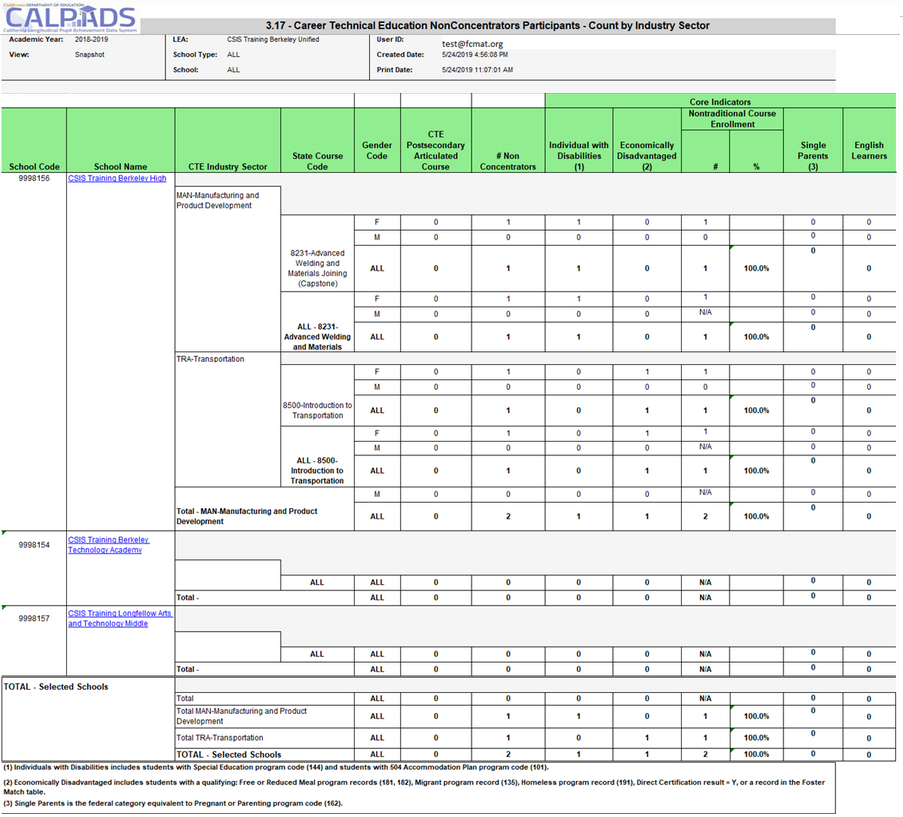 CALIFORNIA DEPARTMENT OF EDUCATION
CALPADS
California Longitudinal Pupil Achievement Data System
3.17 - Career Technical Education NonConcentrators Participants - Count by Industry Sector
Academic Year: 2018-2019 LEA: CSIS Training Berkeley Unified User ID: test@fcmat.org
View: Snapshot School Type: ALL Created Date: 5/24/2019 4:56:08 PM
School: ALL Print Date: 5/24/2019 11:07:01 AM
Core Indicators
Nontraditional Course
Enrollment
School Code School Name CTE Industry Sector State Course Code Gender Code CTE Postsecondary Articulated Course # Non Concentrators Individual with Disabilities (1) Economically Disadvantaged (2) # % Single Parents (3) English Learners
9998156 CSIS Training Berkeley High
MAN-Manufacturing and
Product Development
F 0 1 1 0 1 0 0
M 0 0 0 0 0 0 0
8231-Advanced
Welding and
Materials Joining
(Capstone)
ALL 0 1 1 0 1 100.0% 0 0
F 0 1 1 0 1 0 0
M 0 0 0 0 N/A 0 0
ALL - 8231-
Advanced Welding
and Materials
ALL 0 1 1 0 1 100.0% 0 0
TRA-Transportation
F 0 1 0 1 1 0 0
M 0 0 0 0 0 0 0
8500-Introduction to
Transportation
ALL 0 1 0 1 1 100.0% 0 0
F 0 1 0 1 1 0 0
M 0 0 0 0 N/A 0 0
ALL - 8500-
Introduction to
Transportation
ALL 0 1 0 1 1 100.0% 0 0
M 0 0 0 0 N/A 0 0
Total - MAN-Manufacturing and Product
Development
ALL 0 2 1 1 2 100.0% 0 0
9998154 CSIS Training Berkeley
Technology Academy
ALL ALL 0 0 0 0 N/A 0 0
Total - ALL 0 0 0 0 N/A 0 0
9998157 CSIS Training Longfellow Arts
and Technology Middle
ALL ALL 0 0 0 0 N/A 0 0
Total - ALL 0 0 0 0 N/A 0 0
TOTAL - Selected Schools
Total ALL 0 0 0 0 N/A 0 0
Total MAN-Manufacturing and Product
Development
ALL 0 1 1 0 1 100.0% 0 0
Total TRA-Transportation ALL 0 1 0 1 1 100.0% 0 0
TOTAL - Selected Schools ALL 0 2 1 1 2 100.0% 0 0
(1) Individuals with Disabilities includes students with Special Education program code (144) and students with 504 Accommodation Plan program code (101).
(2) Economically Disadvantaged includes students with a qualifying: Free or Reduced Meal program records (181, 182), Migrant program record (135), Homeless program record (191), Direct Certification result = Y, or a record in the Foster
Match table.
(3) Single Parents is the federal category equivalent to Pregnant or Parenting program code (162).